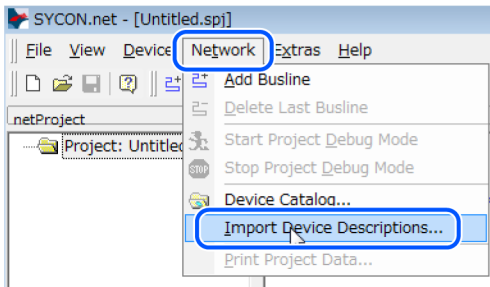 SYCON.net - [Untitled.spj]
File View Device Network Extras Help
netProject
Project: Untitled
Add Busline
Delete Last Busline
Start Project Debug Mode
STOP Stop Project Debug Mode
Device Catalog...
Import Device Descriptions...
Print Project Data...